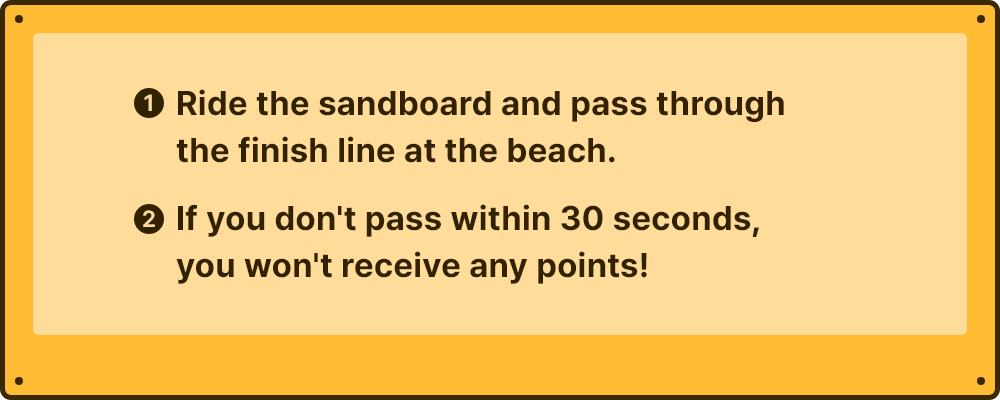 ❶ Ride the sandboard and pass through
the finish line at the beach.
❷ If you don't pass within 30 seconds,
you won't receive any points!